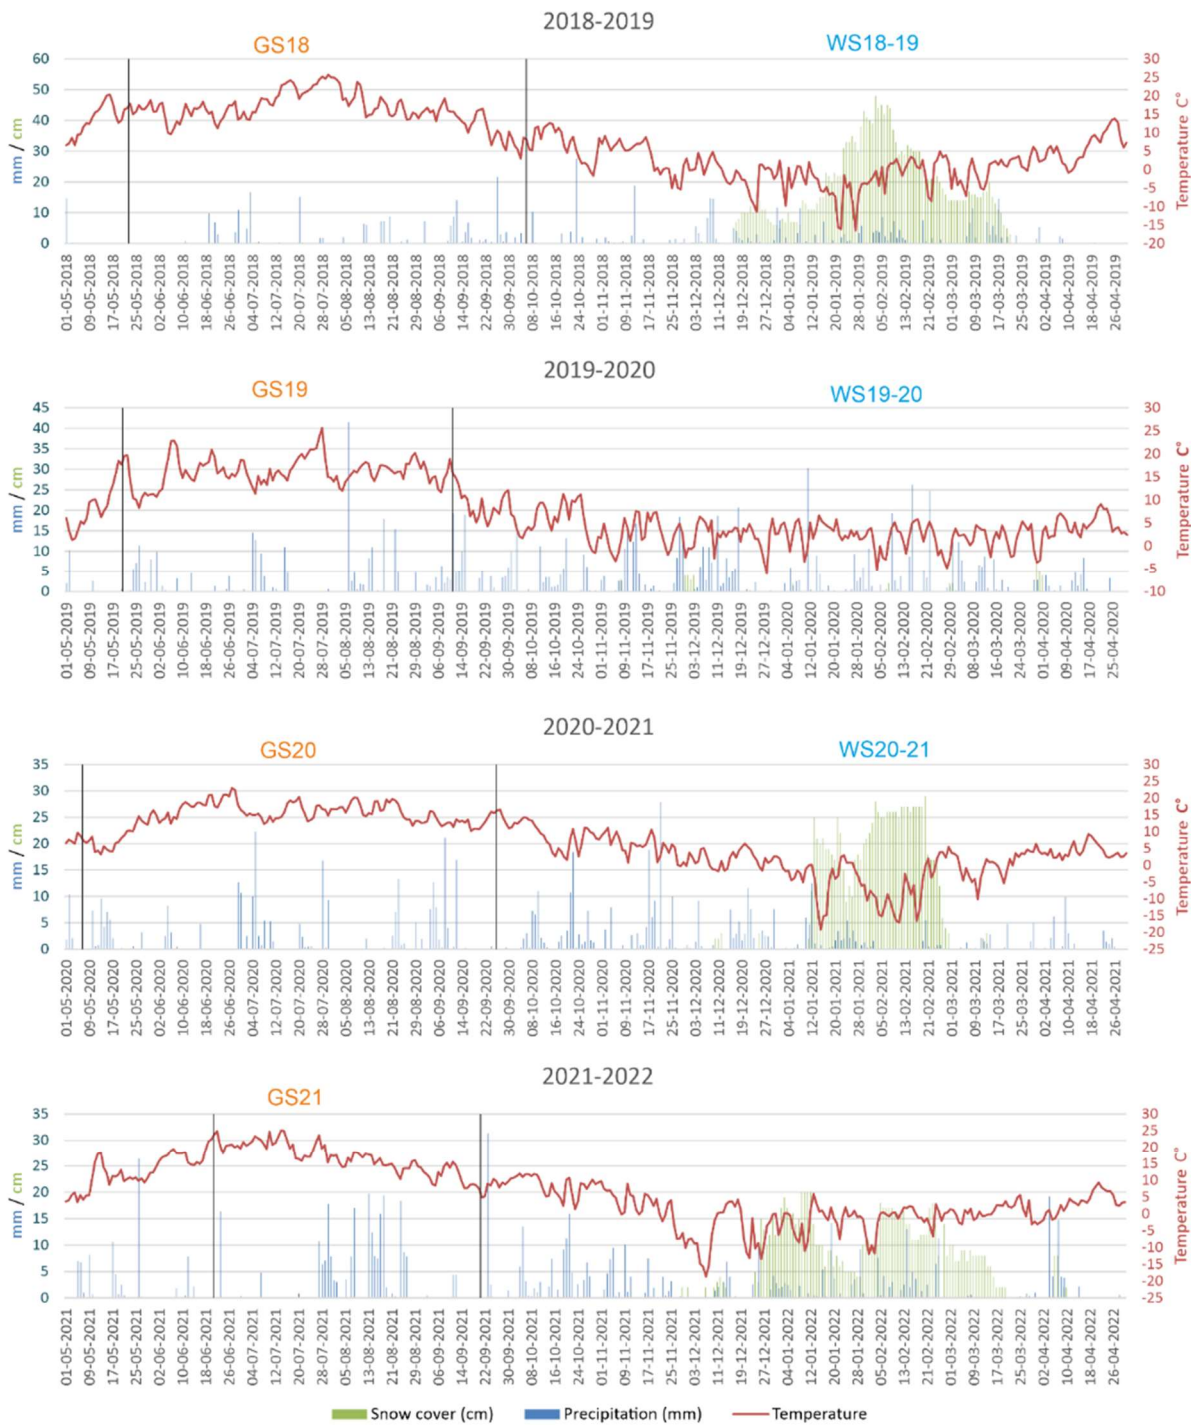 2018-2019
GS18 WS18-19
60 30
50 25
40 20
30 15
20 10
10 5
0 0
-5
-10
-15
-20
mm / cm
Temperature C°
01-05-2018 09-05-2018 17-05-2018 25-05-2018 02-06-2018 10-06-2018 18-06-2018 26-06-2018 04-07-2018 12-07-2018 20-07-2018 28-07-2018 05-08-2018 13-08-2018 21-08-2018 29-08-2018 06-09-2018 14-09-2018 22-09-2018 30-09-2018 08-10-2018 16-10-2018 24-10-2018 01-11-2018 09-11-2018 17-11-2018 25-11-2018 03-12-2018 11-12-2018 19-12-2018 27-12-2018 04-01-2019 12-01-2019 20-01-2019 28-01-2019 05-02-2019 13-02-2019 21-02-2019 01-03-2019 09-03-2019 17-03-2019 25-03-2019 02-04-2019 10-04-2019 18-04-2019 26-04-2019
2019-2020
GS19 WS19-20
45 30
40 25
35 20
30 15
25 10
20 5
15 0
10 -5
5 -10
0
mm / cm
Temperature C°
01-05-2019 09-05-2019 17-05-2019 25-05-2019 02-06-2019 10-06-2019 18-06-2019 26-06-2019 04-07-2019 12-07-2019 20-07-2019 28-07-2019 05-08-2019 13-08-2019 21-08-2019 29-08-2019 06-09-2019 14-09-2019 22-09-2019 30-09-2019 08-10-2019 16-10-2019 24-10-2019 01-11-2019 09-11-2019 17-11-2019 25-11-2019 03-12-2019 11-12-2019 19-12-2019 27-12-2019 04-01-2020 12-01-2020 20-01-2020 28-01-2020 05-02-2020 13-02-2020 21-02-2020 29-02-2020 08-03-2020 16-03-2020 24-03-2020 01-04-2020 09-04-2020 17-04-2020 25-04-2020
2020-2021
GS20 WS20-21
35 30
30 25
25 20
20 15
15 10
10 5
5 0
0 -5
-10
-15
-20
-25
mm / cm
Temperature C°
01-05-2020 09-05-2020 17-05-2020 25-05-2020 02-06-2020 10-06-2020 18-06-2020 26-06-2020 04-07-2020 12-07-2020 20-07-2020 28-07-2020 05-08-2020 13-08-2020 21-08-2020 29-08-2020 06-09-2020 14-09-2020 22-09-2020 30-09-2020 08-10-2020 16-10-2020 24-10-2020 01-11-2020 09-11-2020 17-11-2020 25-11-2020 03-12-2020 11-12-2020 19-12-2020 27-12-2020 04-01-2021 12-01-2021 20-01-2021 28-01-2021 05-02-2021 13-02-2021 21-02-2021 01-03-2021 09-03-2021 17-03-2021 25-03-2021 02-04-2021 10-04-2021 18-04-2021 26-04-2021
2021-2022
GS21
35 30
30 25
25 20
20 15
15 10
10 5
5 0
0 -5
-10
-15
-20
-25
mm / cm
Temperature C°
01-05-2021 09-05-2021 17-05-2021 25-05-2021 02-06-2021 10-06-2021 18-06-2021 26-06-2021 04-07-2021 12-07-2021 20-07-2021 28-07-2021 05-08-2021 13-08-2021 21-08-2021 29-08-2021 06-09-2021 14-09-2021 22-09-2021 30-09-2021 08-10-2021 16-10-2021 24-10-2021 01-11-2021 09-11-2021 17-11-2021 25-11-2021 03-12-2021 11-12-2021 19-12-2021 27-12-2021 04-01-2022 12-01-2022 20-01-2022 28-01-2022 05-02-2022 13-02-2022 21-02-2022 01-03-2022 09-03-2022 17-03-2022 25-03-2022 02-04-2022 10-04-2022 18-04-2022 26-04-2022
Snow cover (cm) Precipitation (mm) Temperature